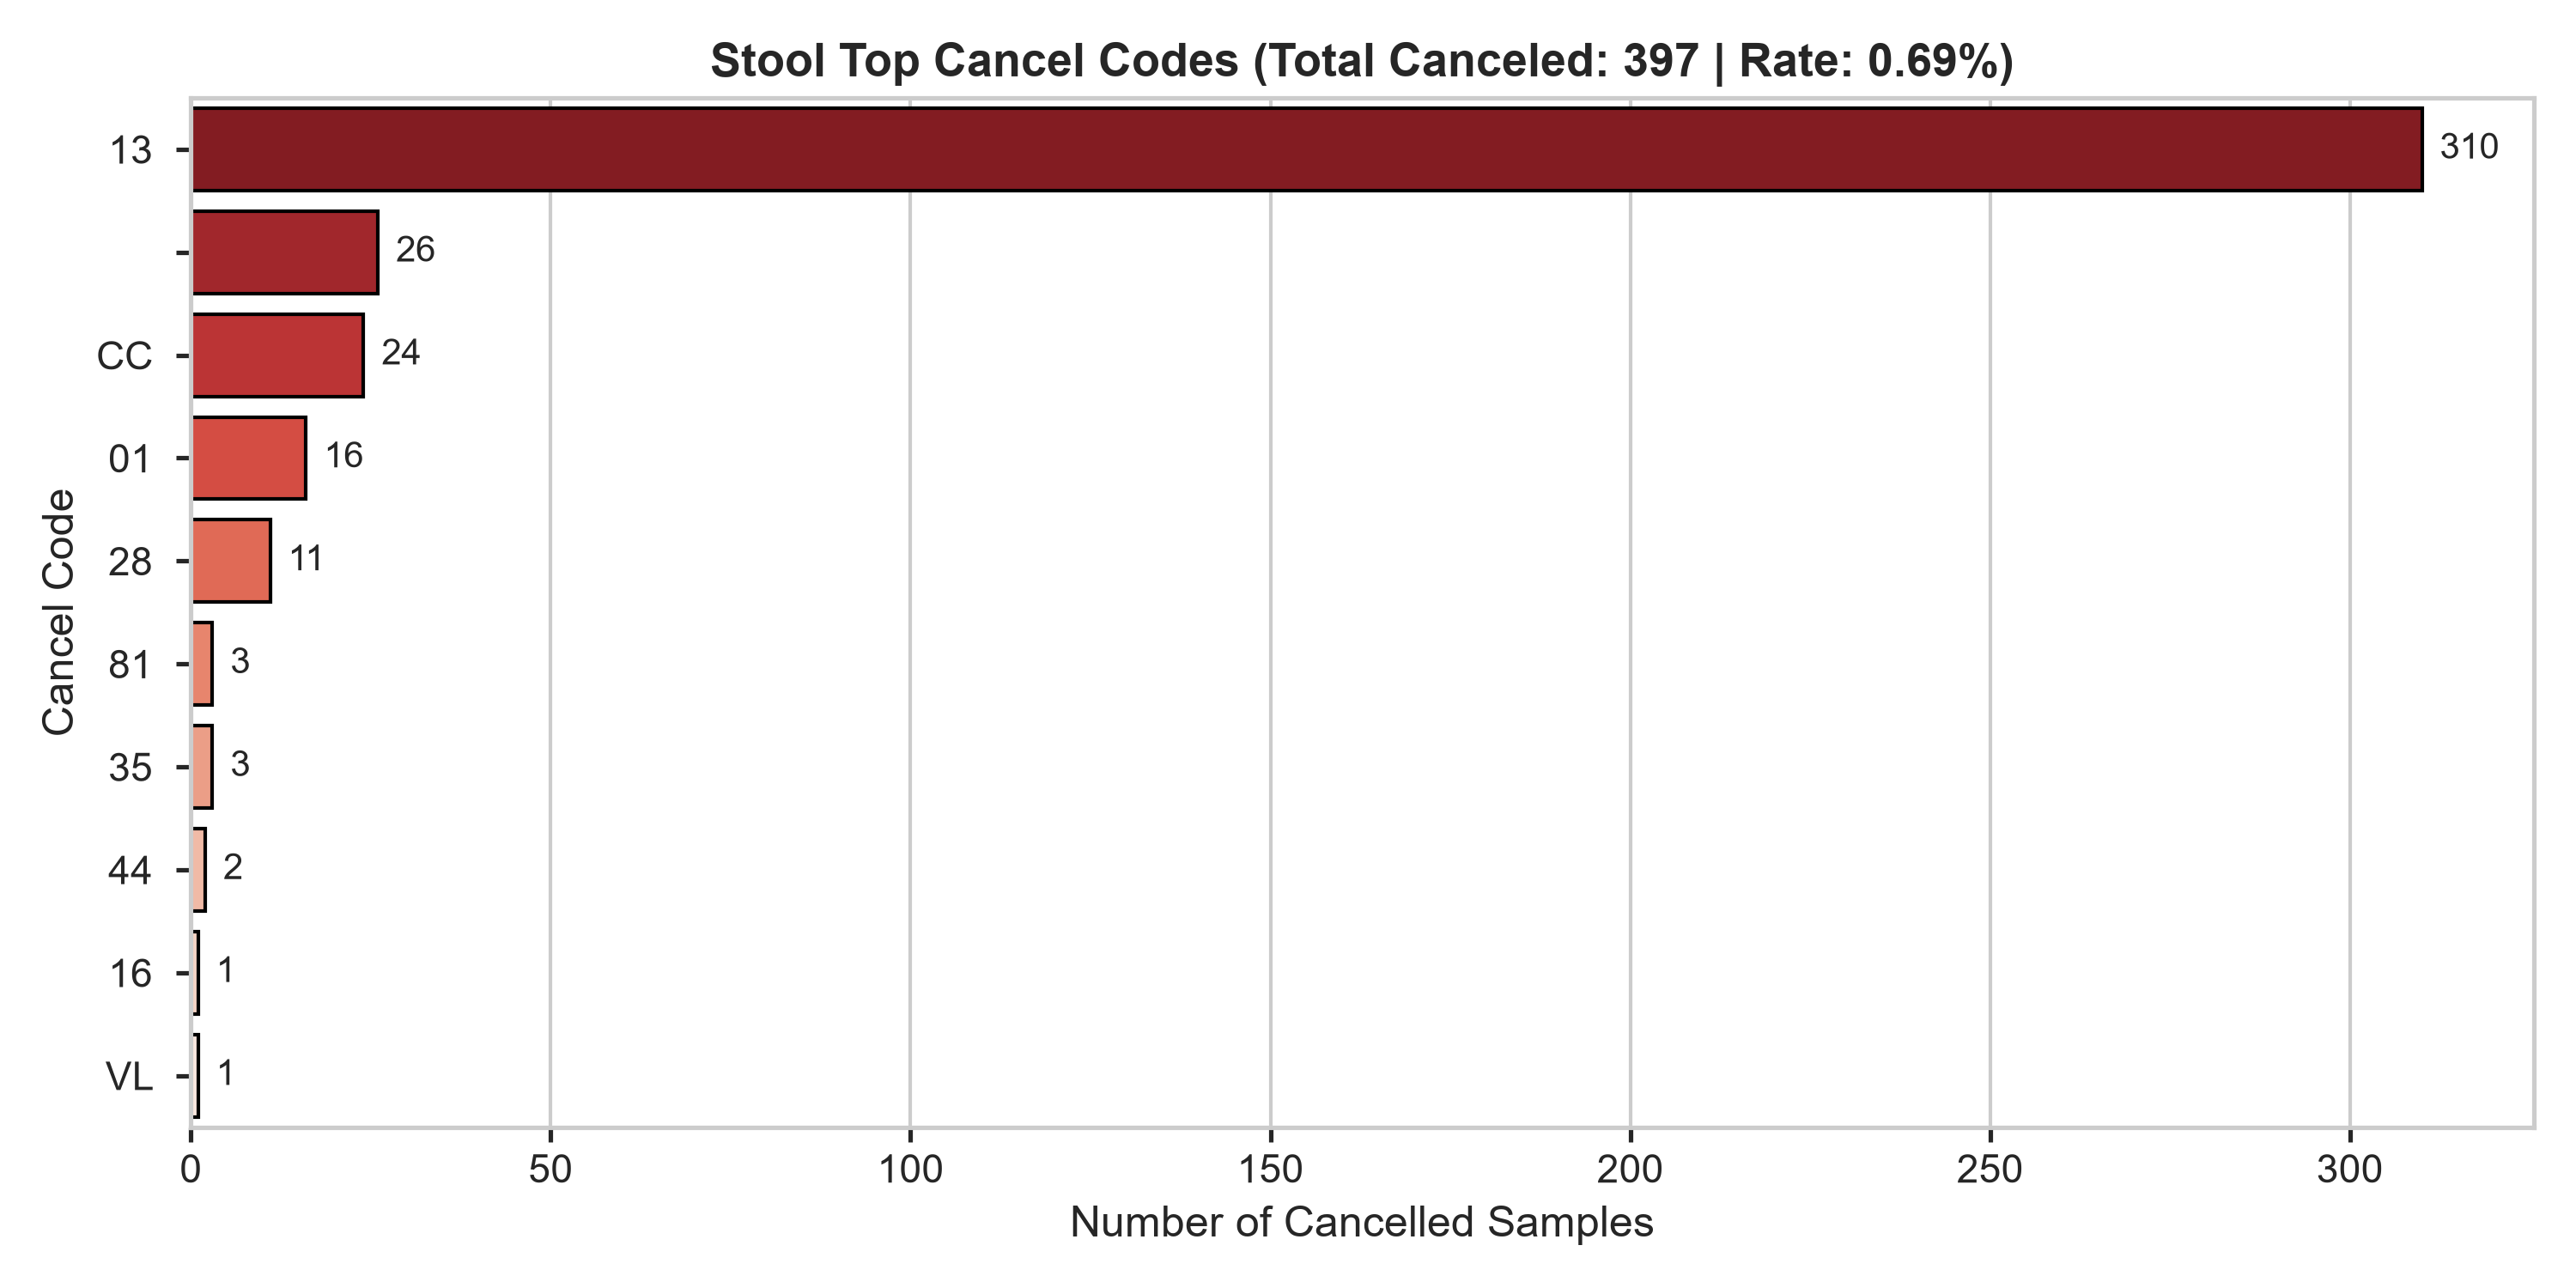 Stool Top Cancel Codes (Total Canceled: 397 | Rate: 0.69%)
Cancel Code
13 310
26
CC 24
01 16
28 11
81 3
35 3
44 2
16 1
VL 1
0 50 100 150 200 250 300
Number of Cancelled Samples